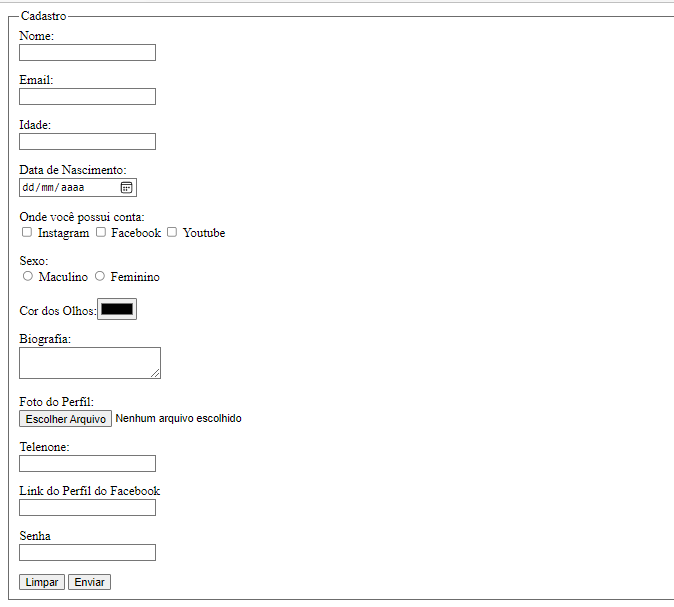 Cadastro
Nome:
Email:
Idade:
Data de Nascimento:
dd/mm/aaaa
Onde você possui conta:
Instagram Facebook Youtube
Sexo:
Maculino Feminino
Cor dos Olhos:
Biografia:
Foto do Perfil:
Escolher Arquivo Nenhum arquivo escolhido
Telenone:
Link do Perfil do Facebook
Senha
Limpar Enviar